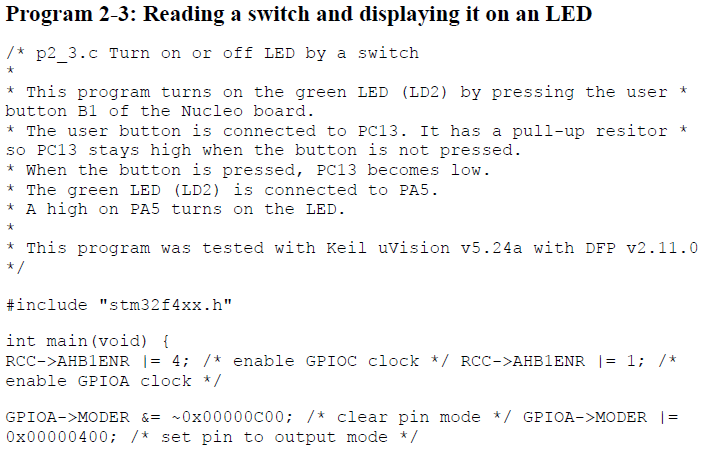 Program 2-3: Reading a switch and displaying it on an LED
/* p2_3.c Turn on or off LED by a switch
*
* This program turns on the green LED (LD2) by pressing the user *
button B1 of the Nucleo board.
* The user button is connected to PC13. It has a pull-up resitor *
so PC13 stays high when the button is not pressed.
* When the button is pressed, PC13 becomes low.
* The green LED (LD2) is connected to PA5.
* A high on PA5 turns on the LED.
*
* This program was tested with Keil uVision v5.24a with DFP v2.11.0
*/
#include "stm32f4xx.h"
int main(void) {
RCC->AHB1ENR |= 4; /* enable GPIOC clock */ RCC->AHB1ENR |= 1; /*
enable GPIOA clock */
GPIOA->MODER &= ~0x00000C00; /* clear pin mode */ GPIOA->MODER |=
0x00000400; /* set pin to output mode */